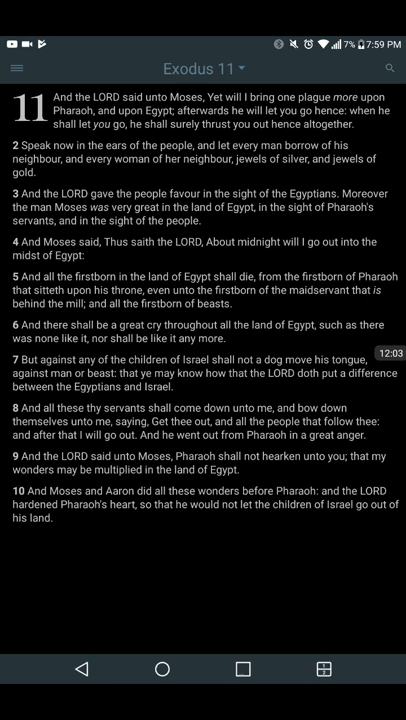 7% 7:59 PM
Exodus 11
11 And the LORD said unto Moses, Yet will I bring one plague more upon
Pharaoh, and upon Egypt; afterwards he will let you go hence: when he
shall let you go, he shall surely thrust you out hence altogether.
2 Speak now in the ears of the people, and let every man borrow of his
neighbour, and every woman of her neighbour, jewels of silver, and jewels of
gold.
3 And the LORD gave the people favour in the sight of the Egyptians. Moreover
the man Moses was very great in the land of Egypt, in the sight of Pharaoh's
servants, and in the sight of the people.
4 And Moses said, Thus saith the LORD, About midnight will I go out into the
midst of Egypt:
5 And all the firstborn in the land of Egypt shall die, from the firstborn of Pharaoh
that sitteth upon his throne, even unto the firstborn of the maidservant that is
behind the mill; and all the firstborn of beasts.
6 And there shall be a great cry throughout all the land of Egypt, such as there
was none like it, nor shall be like it any more.
12:03
7 But against any of the children of Israel shall not a dog move his tongue,
against man or beast: that ye may know how that the LORD doth put a difference
between the Egyptians and Israel.
8 And all these thy servants shall come down unto me, and bow down
themselves unto me, saying, Get thee out, and all the people that follow thee:
and after that I will go out. And he went out from Pharaoh in a great anger.
9 And the LORD said unto Moses, Pharaoh shall not hearken unto you; that my
wonders may be multiplied in the land of Egypt.
10 And Moses and Aaron did all these wonders before Pharaoh: and the LORD
hardened Pharaoh's heart, so that he would not let the children of Israel go out of
his land.